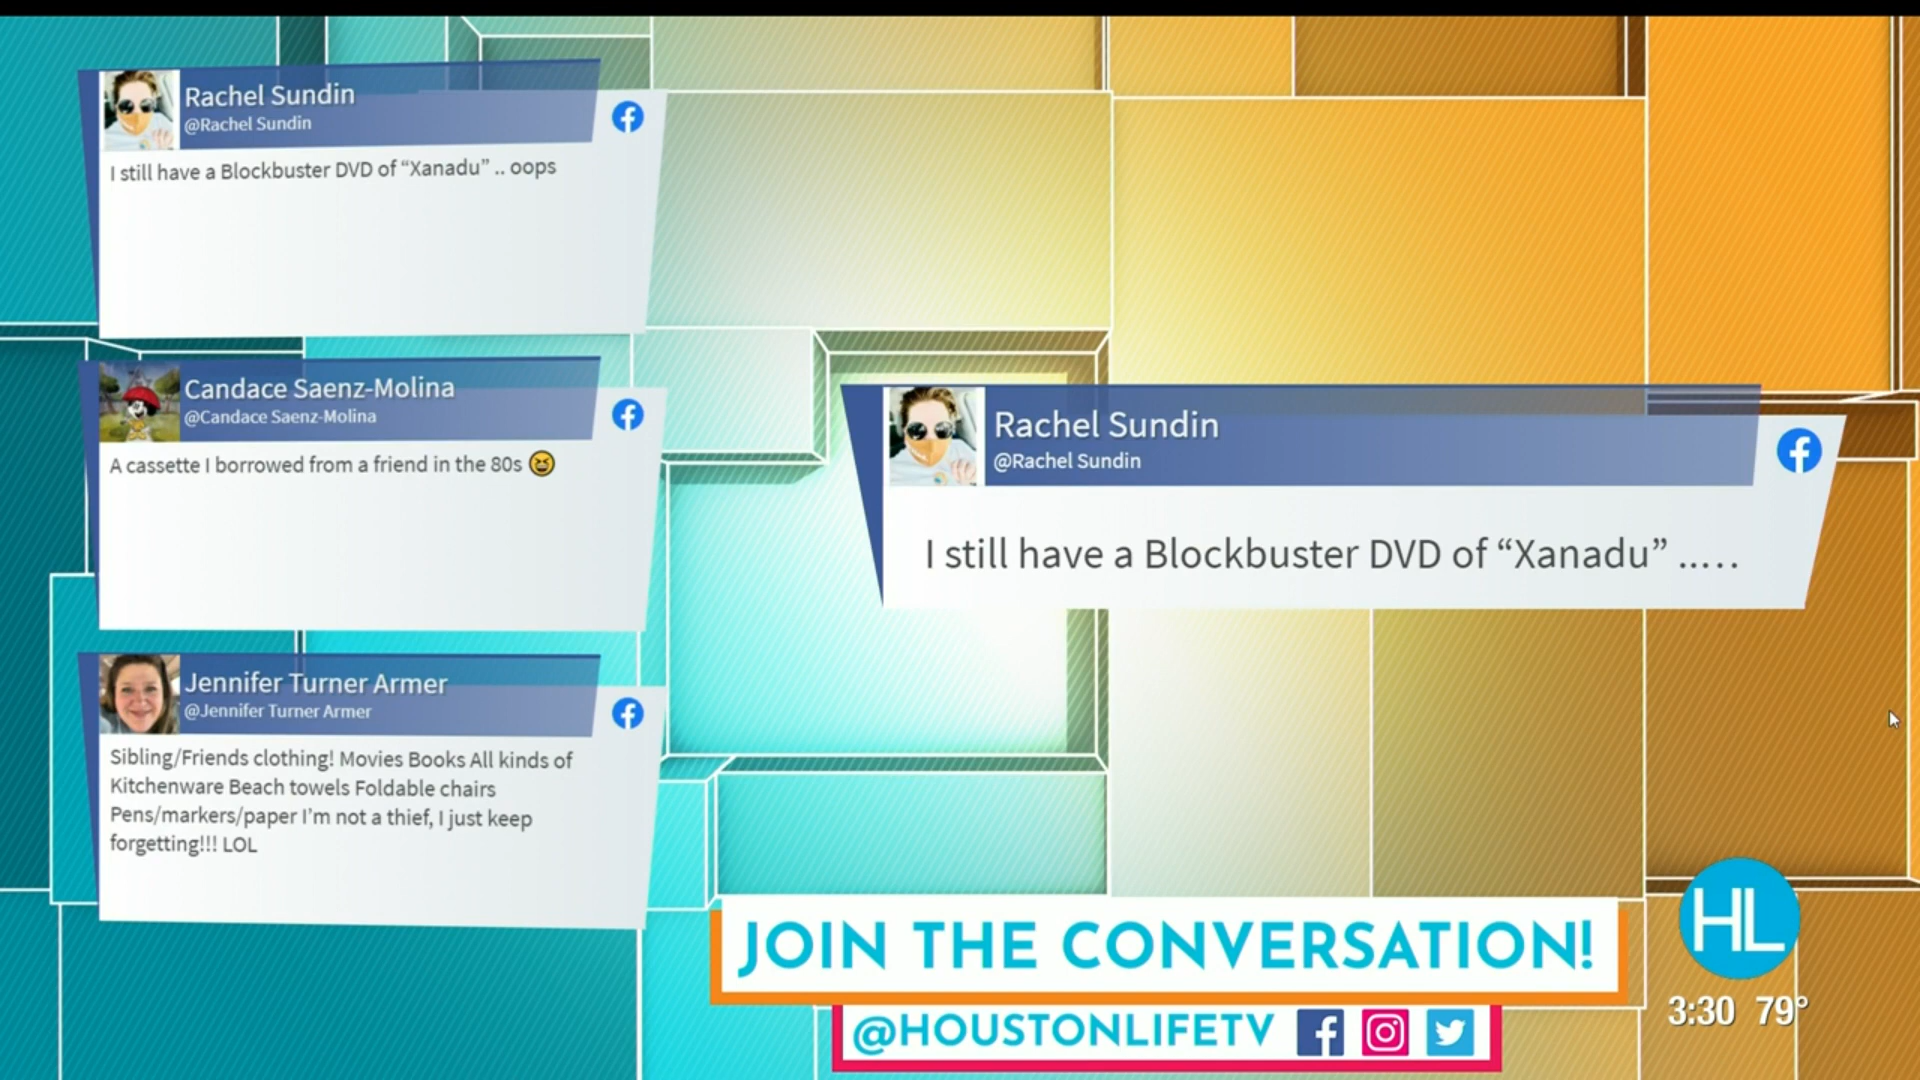 Rachel Sundin
@Rachel Sundin
I still have a Blockbuster DVD of “Xanadu” .. oops
Candace Saenz-Molina
@Candace Saenz-Molina
A cassette I borrowed from a friend in the 80s 😆
Jennifer Turner Armer
@Jennifer Turner Armer
Sibling/Friends clothing! Movies Books All kinds of
Kitchenware Beach towels Foldable chairs
Pens/markers/paper I’m not a thief, I just keep
forgetting!!! LOL
Rachel Sundin
@Rachel Sundin
I still have a Blockbuster DVD of “Xanadu” .....
JOIN THE CONVERSATION!
@HOUSTONLIFETV
HL
3:30 79°